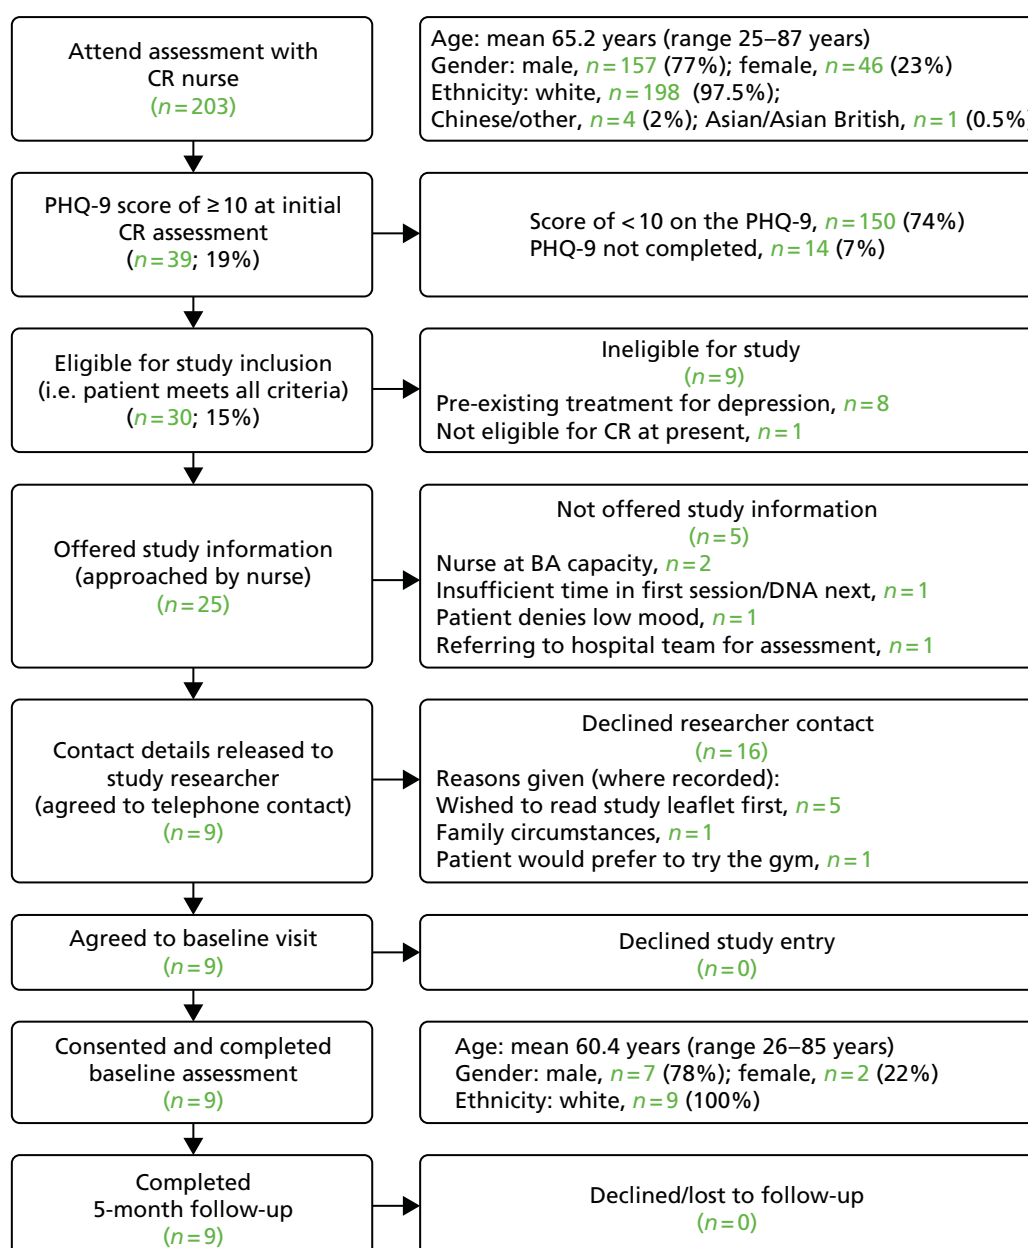 Attend assessment with
CR nurse
(n=203)
Age: mean 65.2 years (range 25–87 years)
Gender: male, n=157 (77%); female, n=46 (23%)
Ethnicity: white, n=198 (97.5%);
Chinese/other, n=4 (2%); Asian/Asian British, n=1 (0.5%)
PHQ-9 score of ≥10 at initial
CR assessment
(n=39; 19%)
Score of <10 on the PHQ-9, n=150 (74%)
PHQ-9 not completed, n=14 (7%)
Eligible for study inclusion
(i.e. patient meets all criteria)
(n=30; 15%)
Ineligible for study
(n=9)
Pre-existing treatment for depression, n=8
Not eligible for CR at present, n=1
Offered study information
(approached by nurse)
(n=25)
Not offered study information
(n=5)
Nurse at BA capacity, n=2
Insufficient time in first session/DNA next, n=1
Patient denies low mood, n=1
Referring to hospital team for assessment, n=1
Contact details released to
study researcher
(agreed to telephone contact)
(n=9)
Declined researcher contact
(n=16)
Reasons given (where recorded):
Wished to read study leaflet first, n=5
Family circumstances, n=1
Patient would prefer to try the gym, n=1
Agreed to baseline visit
(n=9)
Declined study entry
(n=0)
Consented and completed
baseline assessment
(n=9)
Age: mean 60.4 years (range 26–85 years)
Gender: male, n=7 (78%); female, n=2 (22%)
Ethnicity: white, n=9 (100%)
Completed
5-month follow-up
(n=9)
Declined/lost to follow-up
(n=0)